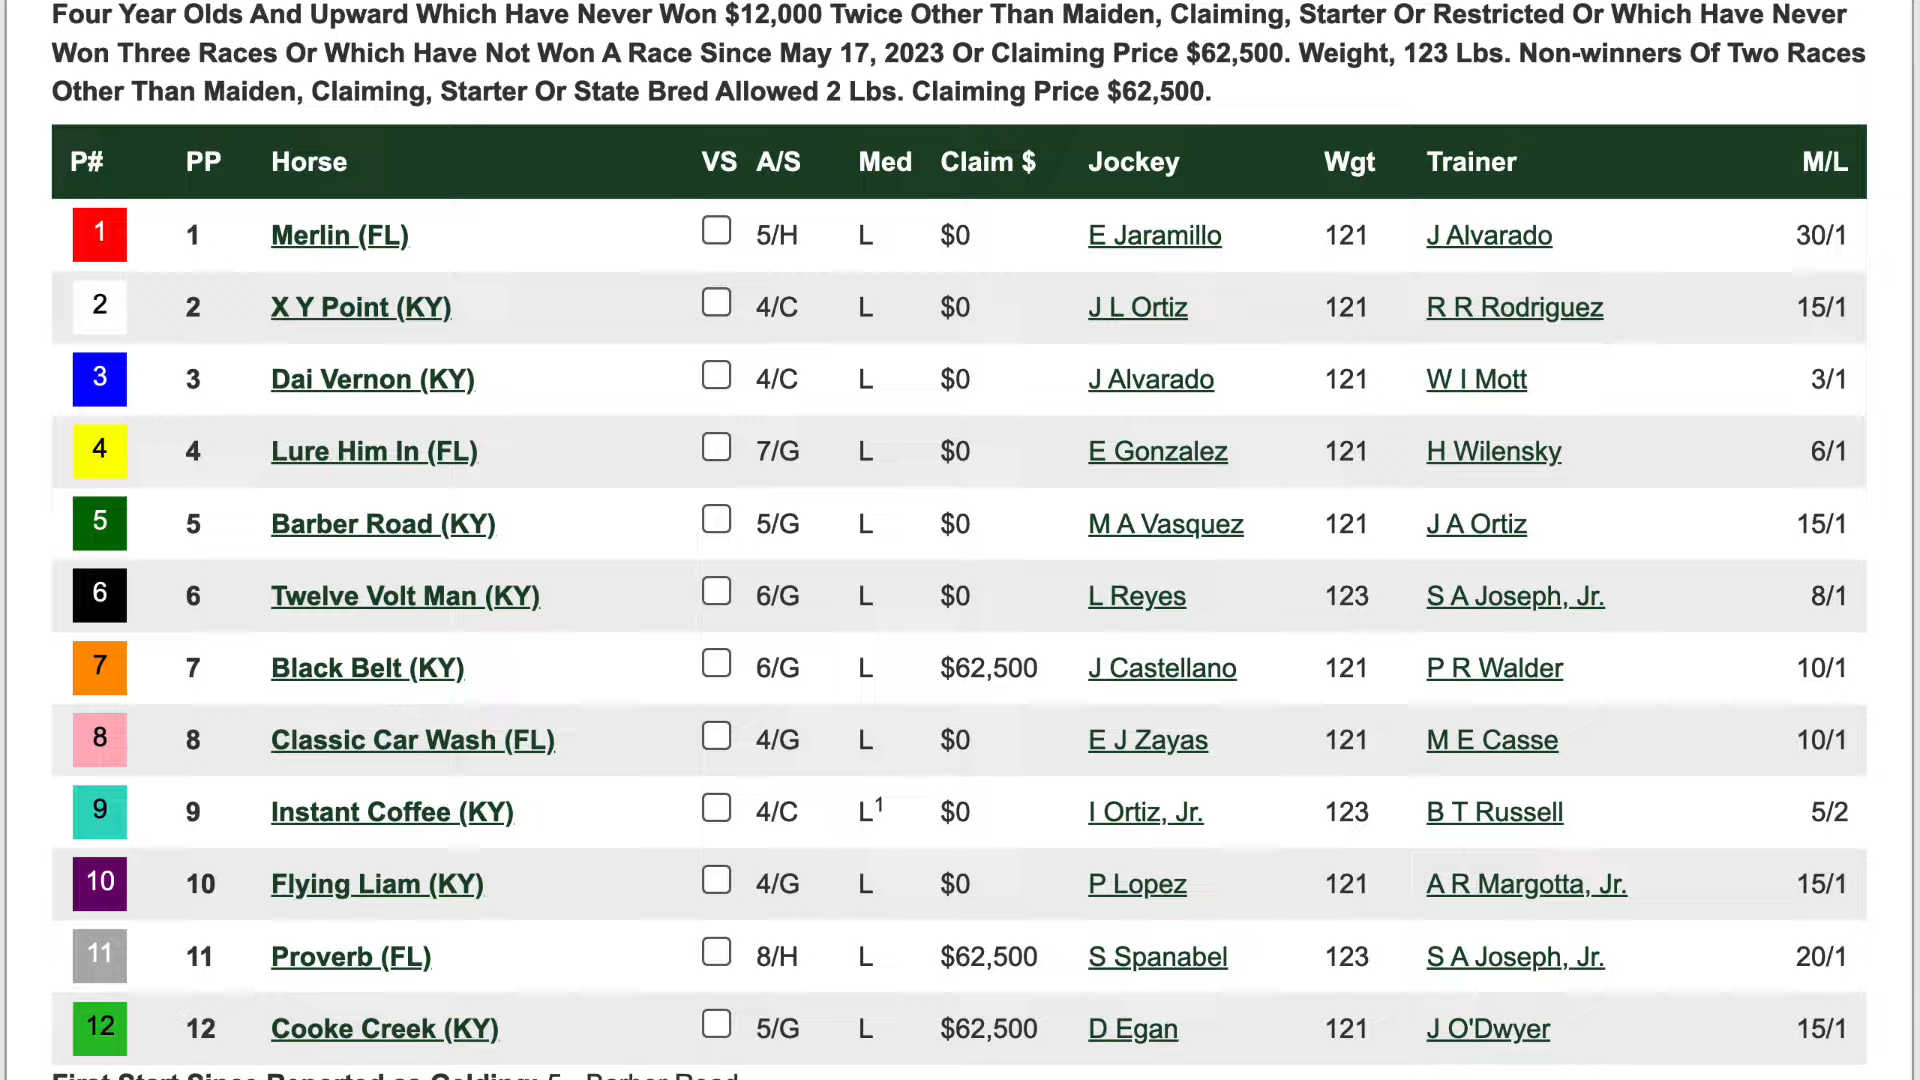 Four Year Olds And Upward Which Have Never Won $12,000 Twice Other Than Maiden, Claiming, Starter Or Restricted Or Which Have Never
Won Three Races Or Which Have Not Won A Race Since May 17, 2023 Or Claiming Price $62,500. Weight, 123 Lbs. Non-winners Of Two Races
Other Than Maiden, Claiming, Starter Or State Bred Allowed 2 Lbs. Claiming Price $62,500.
P# PP Horse VS A/S Med Claim $ Jockey Wgt Trainer M/L
1 1 Merlin (FL) 5/H L $0 E Jaramillo 121 J Alvarado 30/1
2 2 X Y Point (KY) 4/C L $0 J L Ortiz 121 R R Rodriguez 15/1
3 3 Dai Vernon (KY) 4/C L $0 J Alvarado 121 W I Mott 3/1
4 4 Lure Him In (FL) 7/G L $0 E Gonzalez 121 H Wilensky 6/1
5 5 Barber Road (KY) 5/G L $0 M A Vasquez 121 J A Ortiz 15/1
6 6 Twelve Volt Man (KY) 6/G L $0 L Reyes 123 S A Joseph, Jr. 8/1
7 7 Black Belt (KY) 6/G L $62,500 J Castellano 121 P R Walder 10/1
8 8 Classic Car Wash (FL) 4/G L $0 E J Zayas 121 M E Casse 10/1
9 9 Instant Coffee (KY) 4/C L¹ $0 I Ortiz, Jr. 123 B T Russell 5/2
10 10 Flying Liam (KY) 4/G L $0 P Lopez 121 A R Margotta, Jr. 15/1
11 11 Proverb (FL) 8/H L $62,500 S Spanabel 123 S A Joseph, Jr. 20/1
12 12 Cooke Creek (KY) 5/G L $62,500 D Egan 121 J O'Dwyer 15/1
First Start Since Reported as Gelding: 5 - Barber Road